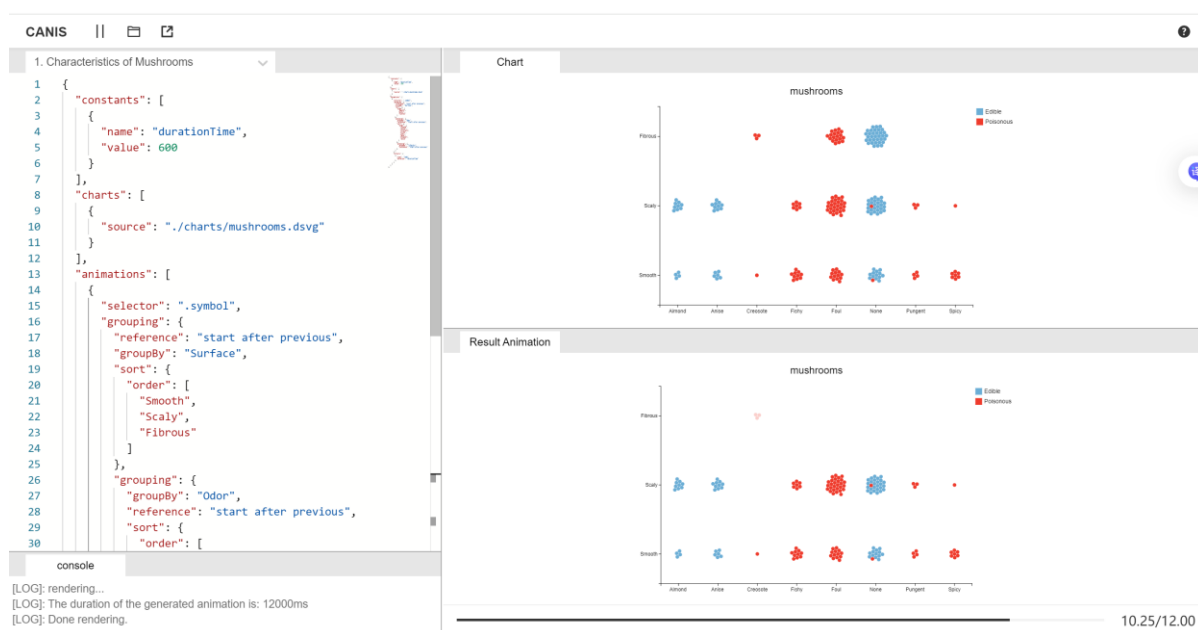 CANIS
1. Characteristics of Mushrooms
1 {
2 "constants": [
3 {
4 "name": "durationTime",
5 "value": 600
6 }
7 ],
8 "charts": [
9 {
10 "source": "./charts/mushrooms.dsvg"
11 }
12 ],
13 "animations": [
14 {
15 "selector": ".symbol",
16 "grouping": {
17 "reference": "start after previous",
18 "groupBy": "Surface",
19 "sort": {
20 "order": [
21 "Smooth",
22 "Scaly",
23 "Fibrous"
24 ]
25 },
26 "grouping": {
27 "groupBy": "Odor",
28 "reference": "start after previous",
29 "sort": {
30 "order": [
console
[LOG]: rendering...
[LOG]: The duration of the generated animation is: 12000ms
[LOG]: Done rendering.
?
Chart
mushrooms
Edible
Poisonous
Fibrous
Scaly
Smooth
Almond Anise Creosote Fishy Foul None Pungent Spicy
Result Animation
mushrooms
Edible
Poisonous
Fibrous
Scaly
Smooth
Almond Anise Creosote Fishy Foul None Pungent Spicy
10.25/12.00